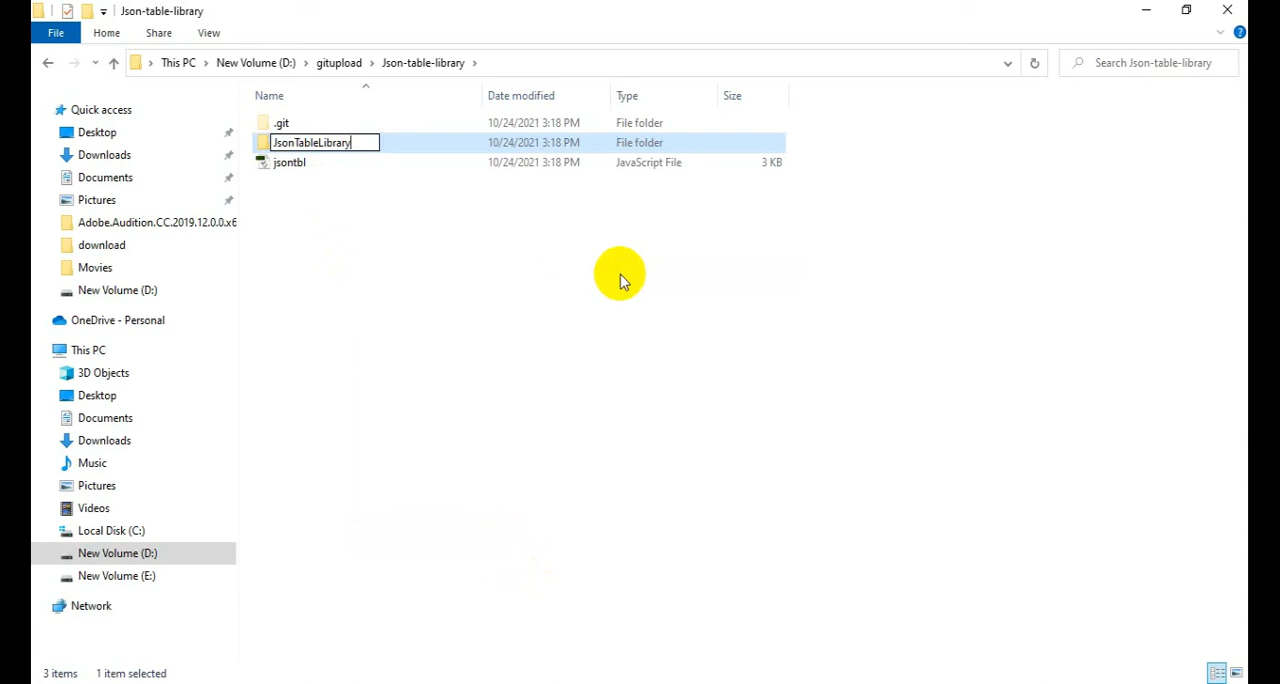 Json-table-library
File Home Share View
This PC New Volume (D:) gitupload Json-table-library Search Json-table-library
Name Date modified Type Size
.git 10/24/2021 3:18 PM File folder
JsonTableLibrary 10/24/2021 3:18 PM File folder
jsontbl 10/24/2021 3:18 PM JavaScript File 3 KB
Quick access
Desktop
Downloads
Documents
Pictures
Adobe.Audition.CC.2019.12.0.0.x6
download
Movies
New Volume (D:)
OneDrive - Personal
This PC
3D Objects
Desktop
Documents
Downloads
Music
Pictures
Videos
Local Disk (C:)
New Volume (D:)
New Volume (E:)
Network
3 items 1 item selected